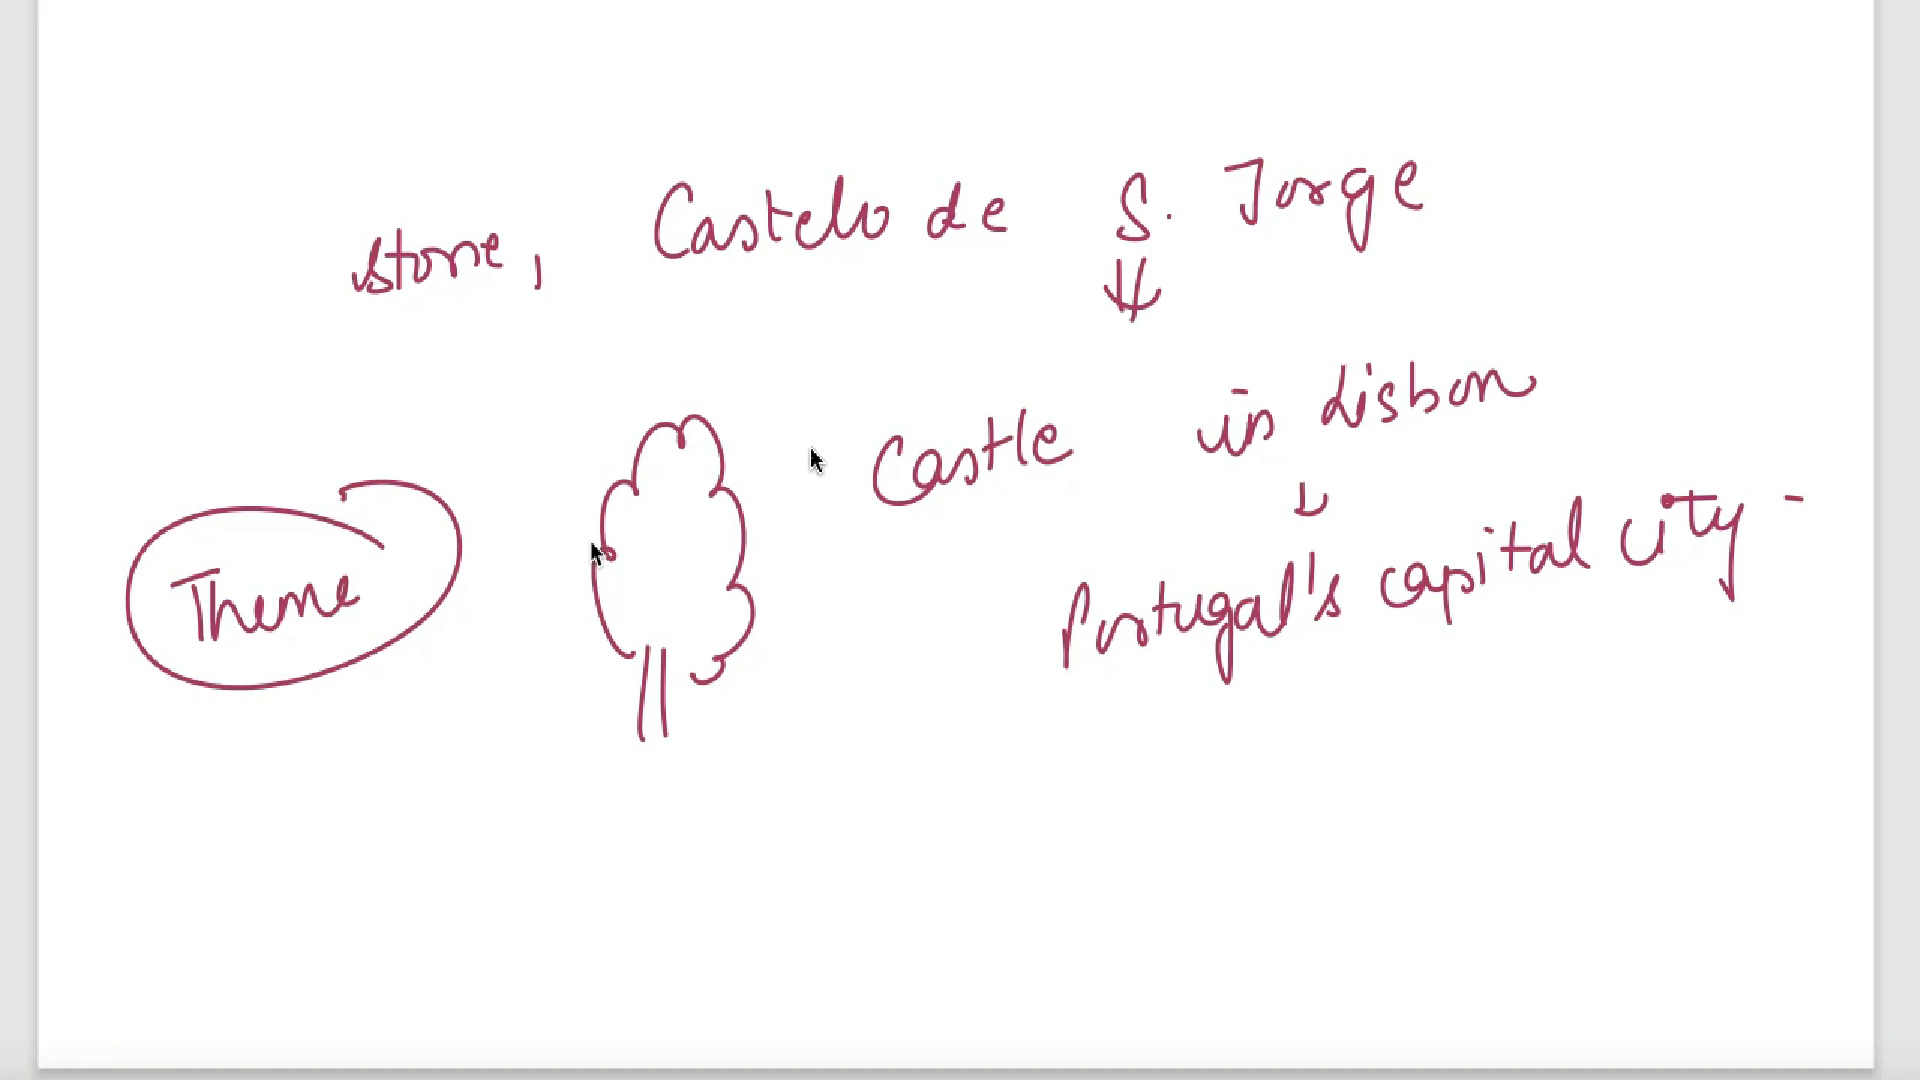 stone, Castelo de S. Jorge
Castle in Lisbon
Theme
Portugal's capital city -